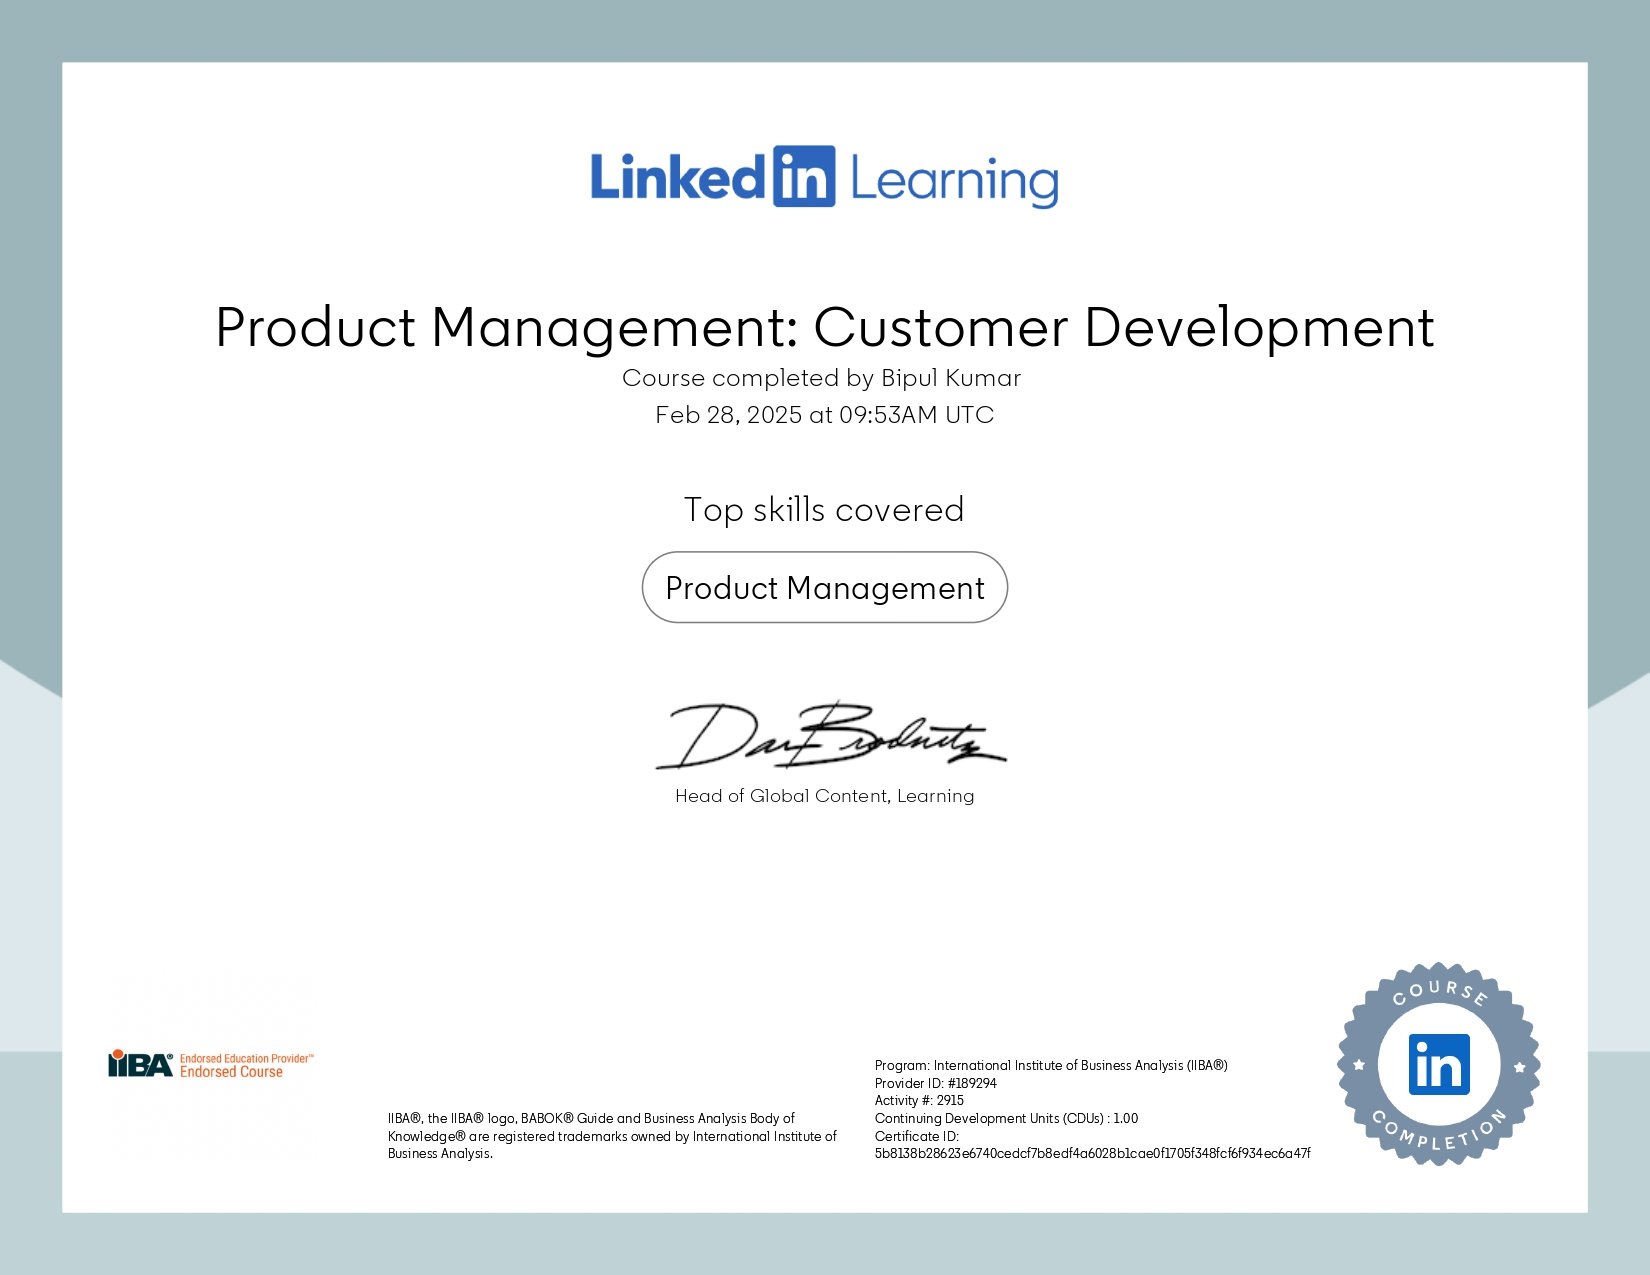 Linked in Learning
Product Management: Customer Development
Course completed by Bipul Kumar
Feb 28, 2025 at 09:53AM UTC
Top skills covered
Product Management
Dan Brodnitz
Head of Global Content, Learning
IIBA® Endorsed Education Provider™
Endorsed Course
IIBA®, the IIBA® logo, BABOK® Guide and Business Analysis Body of
Knowledge® are registered trademarks owned by International Institute of
Business Analysis.
Program: International Institute of Business Analysis (IIBA®)
Provider ID: #189294
Activity #: 2915
Continuing Development Units (CDUs) : 1.00
Certificate ID:
5b8138b28623e6740cedcf7b8edf4a6028b1cae0f1705f348fcf6f934ec6a47f
COURSE
in
COMPLETION